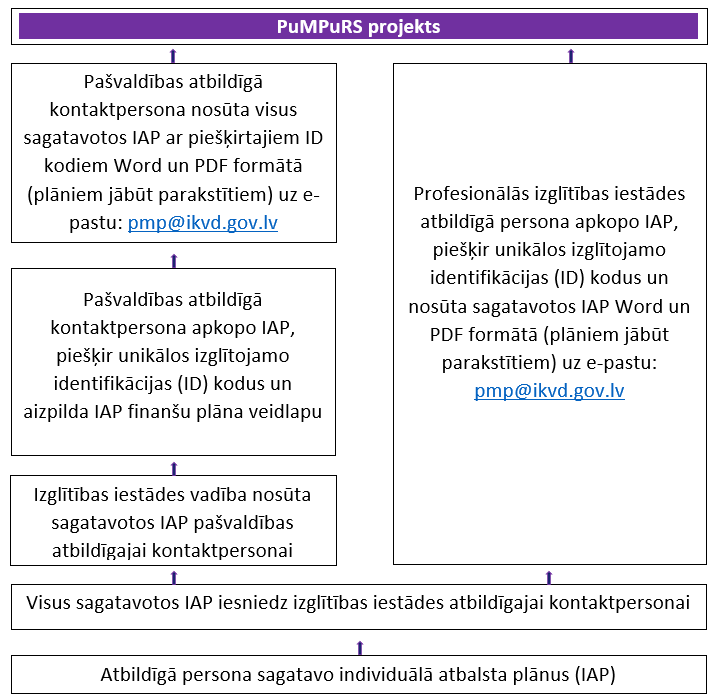 PuMPuRS projekts
Pašvaldības atbildīgā
kontaktpersona nosūta visus
sagatavotos IAP ar piešķirtajiem ID
kodiem Word un PDF formātā
(plāniem jābūt parakstītiem) uz e-
pastu: pmp@ikvd.gov.lv
Pašvaldības atbildīgā
kontaktpersona apkopo IAP,
piešķir unikālos izglītojamo
identifikācijas (ID) kodus un
aizpilda IAP finanšu plāna veidlapu
Izglītības iestādes vadība nosūta
sagatavotos IAP pašvaldības
atbildīgajai kontaktpersonai
Profesionālās izglītības iestādes
atbildīgā persona apkopo IAP,
piešķir unikālos izglītojamo
identifikācijas (ID) kodus un
nosūta sagatavotos IAP Word un
PDF formātā (plāniem jābūt
parakstītiem) uz e-pastu:
pmp@ikvd.gov.lv
Visus sagatavotos IAP iesniedz izglītības iestādes atbildīgajai kontaktpersonai
Atbildīgā persona sagatavo individuālā atbalsta plānus (IAP)